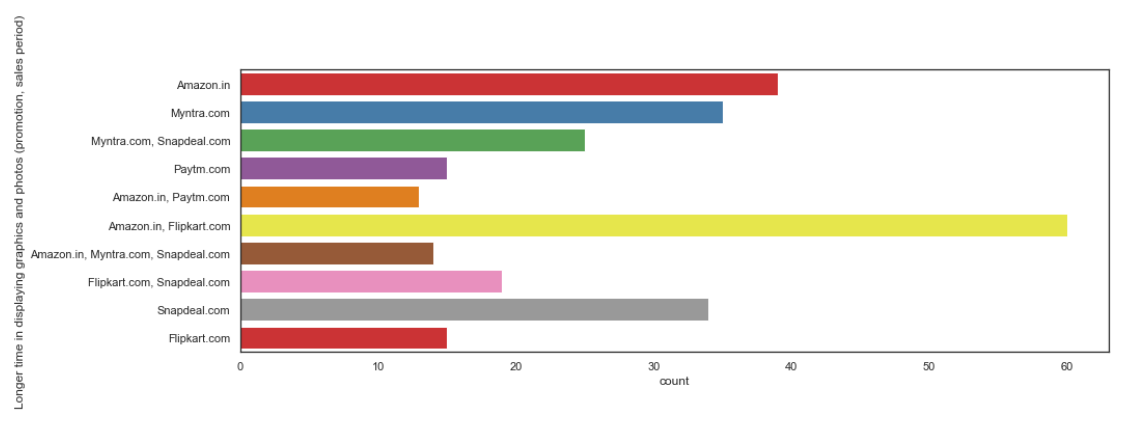 Longer time in displaying graphics and photos (promotion, sales period)
Amazon.in
Myntra.com
Myntra.com, Snapdeal.com
Paytm.com
Amazon.in, Paytm.com
Amazon.in, Flipkart.com
Amazon.in, Myntra.com, Snapdeal.com
Flipkart.com, Snapdeal.com
Snapdeal.com
Flipkart.com
0 10 20 30 40 50 60
count